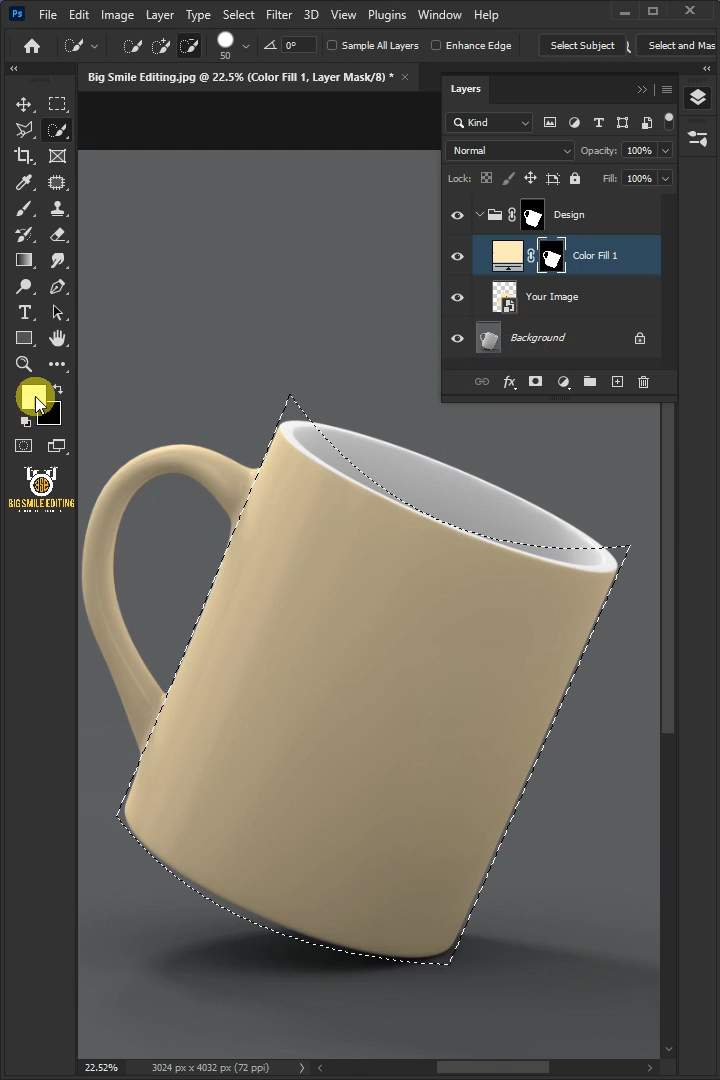 Ps File Edit Image Layer Type Select Filter 3D View Plugins Window Help
50 0° Sample All Layers Enhance Edge Select Subject Select and Mas
Big Smile Editing.jpg @ 22.5% (Color Fill 1, Layer Mask/8) *
Layers
Kind
Normal Opacity: 100%
Lock: Fill: 100%
Design
Color Fill 1
Your Image
Background
fx
BIG SMILE EDITING
22.52% 3024 px x 4032 px (72 ppi)